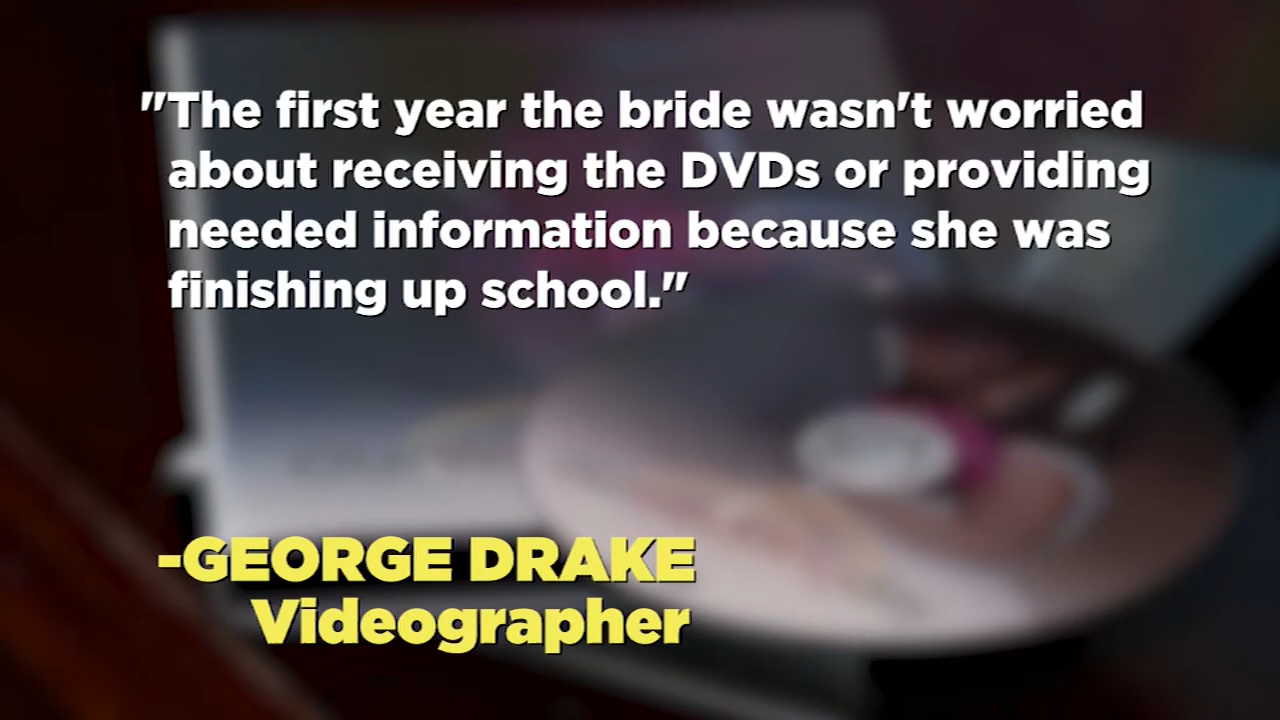 "The first year the bride wasn't worried
about receiving the DVDs or providing
needed information because she was
finishing up school."
-GEORGE DRAKE
Videographer